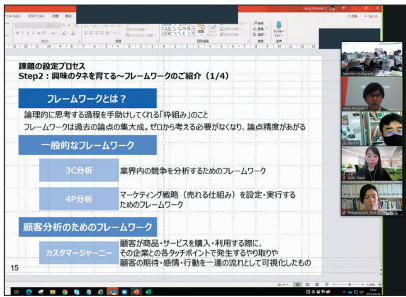 課題の設定プロセス
Step2：興味のタネを育てる～フレームワークのご紹介（1/4）
フレームワークとは？
論理的に思考する過程を手助けしてくれる「枠組み」のこと
フレームワークは過去の論点の集大成。ゼロから考える必要がなくなり、論点精度があがる
一般的なフレームワーク
3C分析
業界内の競争を分析するためのフレームワーク
4P分析
マーケティング戦略（売れる仕組み）を設定・実行する
ためのフレームワーク
顧客分析のためのフレームワーク
カスタマージャーニー
顧客が商品・サービスを購入・利用する際に、
その企業との各タッチポイントで発生するやり取りや
顧客の期待・感情・行動を一連の流れとして可視化したもの
15